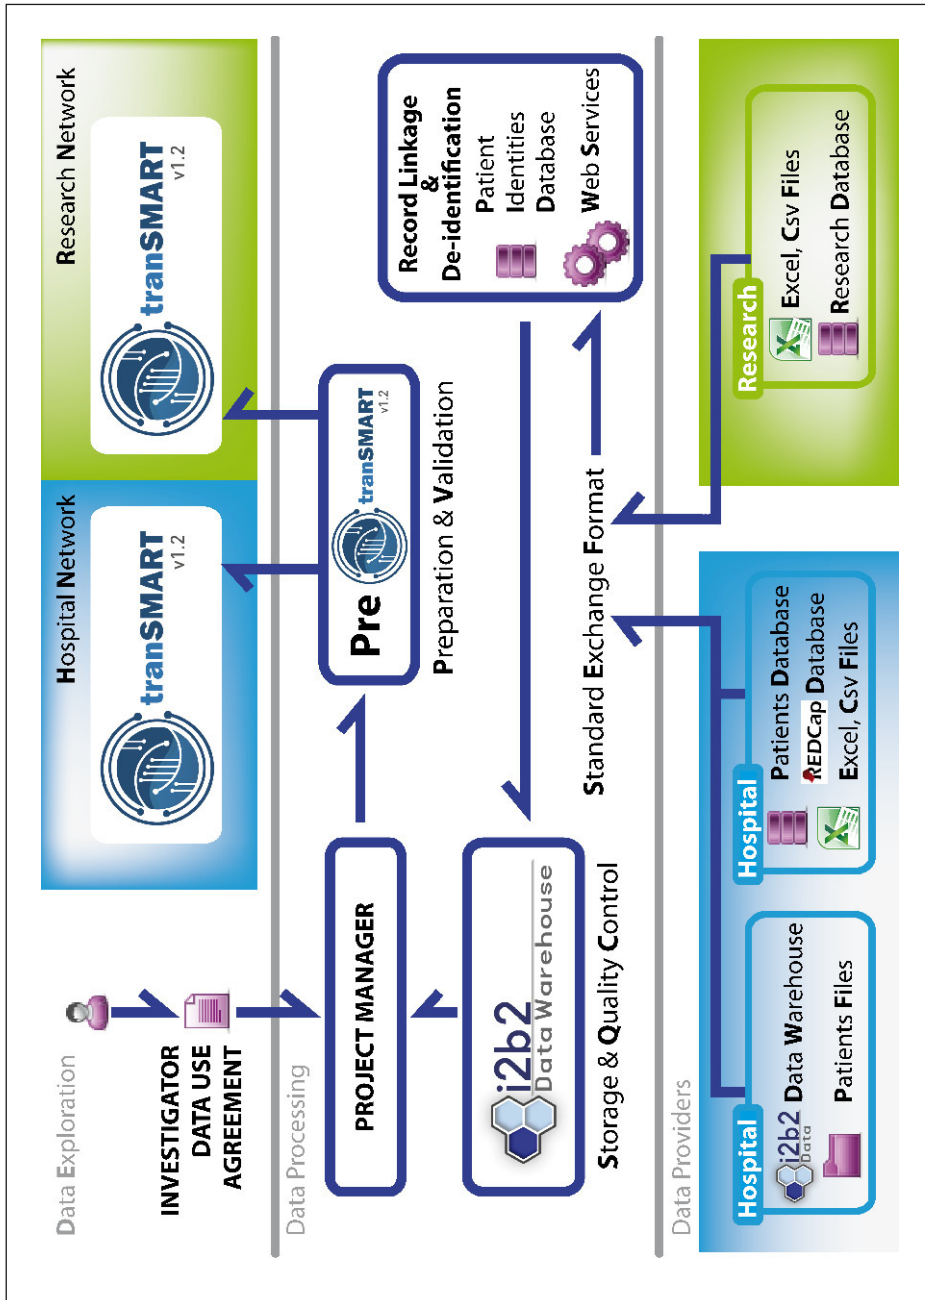 Data Exploration
INVESTIGATOR
DATA USE
AGREEMENT
Hospital Network
tranSMART
v1.2
Research Network
tranSMART
v1.2
Data Processing
PROJECT MANAGER
Pre tranSMART
v1.2
Preparation & Validation
i2b2
Data Warehouse
Storage & Quality Control
Record Linkage
&
De-identification
Patient
Identities
Database
Web Services
Standard Exchange Format
Data Providers
Hospital
i2b2 Data Warehouse
Data
Patients Files
Hospital
Patients Database
REDCap Database
Excel, Csv Files
Research
Excel, Csv Files
Research Database